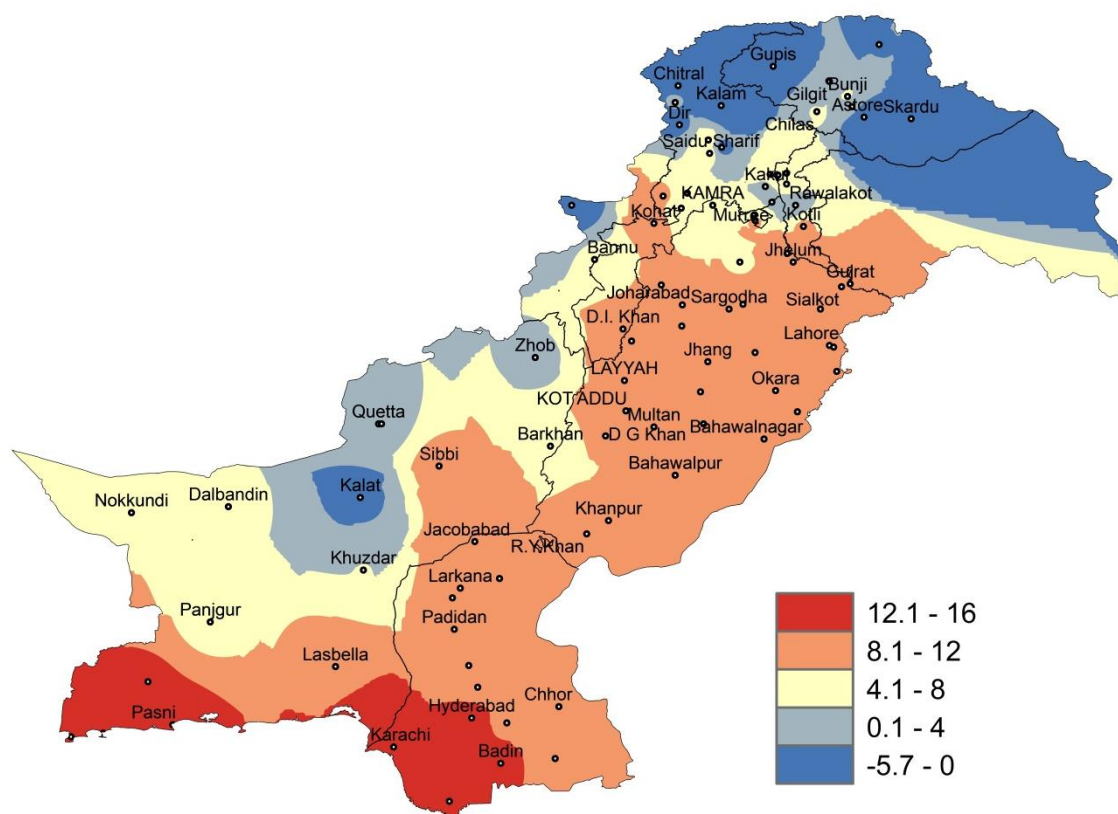 Gupis
Chitral
Kalam
Bunji
Gilgit
Astore
Skardu
Dir
Chilas
Saidu Sharif
Rawalakot
KAMRA
Kohat
Murree
Kotli
Bannu
Jhelum
Gujrat
Joharabad
Sargodha
Sialkot
D.I. Khan
Lahore
Zhob
Jhang
LAYYAH
Okara
KOT ADDU
Quetta
Multan
Bahawalnagar
D G Khan
Barkhan
Sibbi
Bahawalpur
Kalat
Nokkundi
Dalbandin
Khanpur
Jacobabad
R.Y.Khan
Khuzdar
Larkana
Panjgur
Padidan
Lasbella
Chhor
Pasni
Hyderabad
Karachi
Badin
12.1 - 16
8.1 - 12
4.1 - 8
0.1 - 4
-5.7 - 0